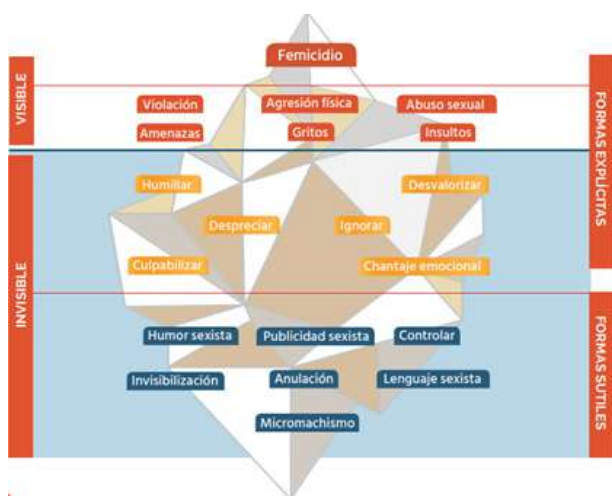 Femicidio
VISIBLE
Violación
Agresión física
Abuso sexual
Amenazas
Gritos
Insultos
FORMAS EXPLÍCITAS
INVISIBLE
Humillar
Desvalorizar
Despreciar
Ignorar
Culpabilizar
Chantaje emocional
FORMAS SUTILES
Humor sexista
Publicidad sexista
Controlar
Invisibilización
Anulación
Lenguaje sexista
Micromachismo